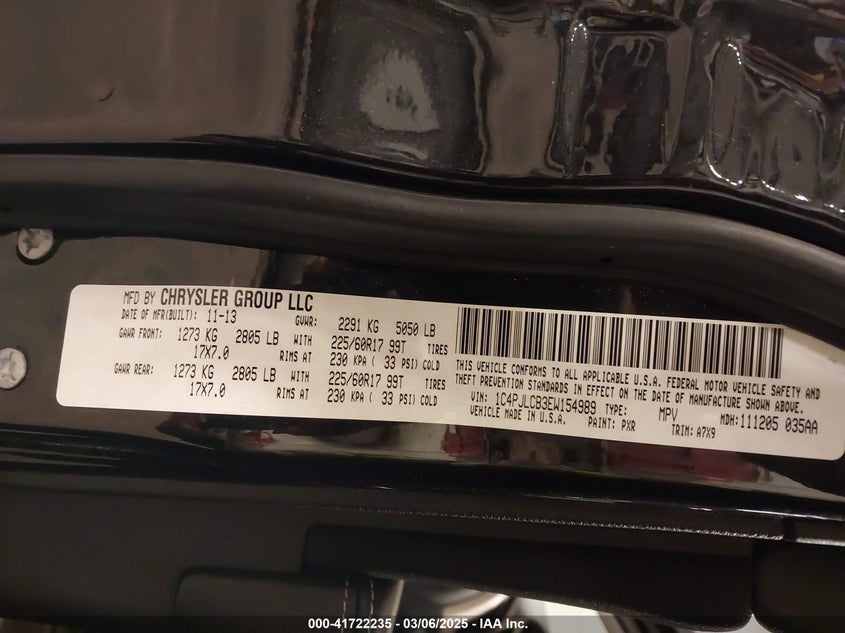 MFD BY CHRYSLER GROUP LLC
DATE OF MFR(BUILT): 11-13 GVWR: 2291 KG 5050 LB
GAWR FRONT: 1273 KG 2805 LB WITH 225/60R17 99T TIRES
17X7.0 RIMS AT 230 KPA ( 33 PSI) COLD
GAWR REAR: 1273 KG 2805 LB WITH 225/60R17 99T TIRES
17X7.0 RIMS AT 230 KPA ( 33 PSI) COLD
THIS VEHICLE CONFORMS TO ALL APPLICABLE U.S.A. FEDERAL MOTOR VEHICLE SAFETY AND
THEFT PREVENTION STANDARDS IN EFFECT ON THE DATE OF MANUFACTURE SHOWN ABOVE.
VIN: 1C4PJLCB3EW154989 TYPE: MPV MDH:111205 035AA
VEHICLE MADE IN U.S.A. PAINT: PXR TRIM: A7X9
000-41722235 - 03/06/2025 - IAA Inc.